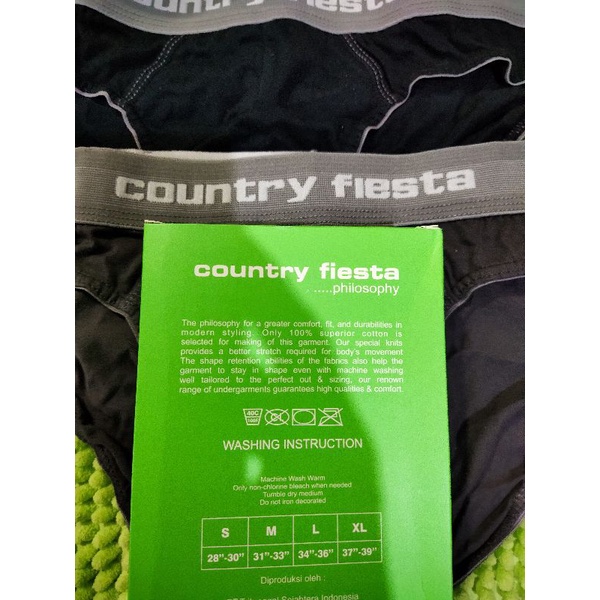 country fiesta
country fiesta
country fiesta
......philosophy
The philosophy for a greater comfort, fit, and durabilities in
modern styling. Only 100% superior cotton is
selected for making of this garment. Our special knits
provides a better stretch required for body's movement
The shape retention abilities of the fabrics also help the
garment to stay in shape even with machine washing
well tailored to the perfect out & sizing, our renown
range of undergarments guarantees high qualities & comfort.
40C
WASHING INSTRUCTION
Machine Wash Warm
Only non-chlorine bleach when needed
Tumble dry medium
Do not iron decorated
S M L XL
28"-30" 31"-33" 34"-36" 37"-39"
Diproduksi oleh :
Sejahtera Indonesia